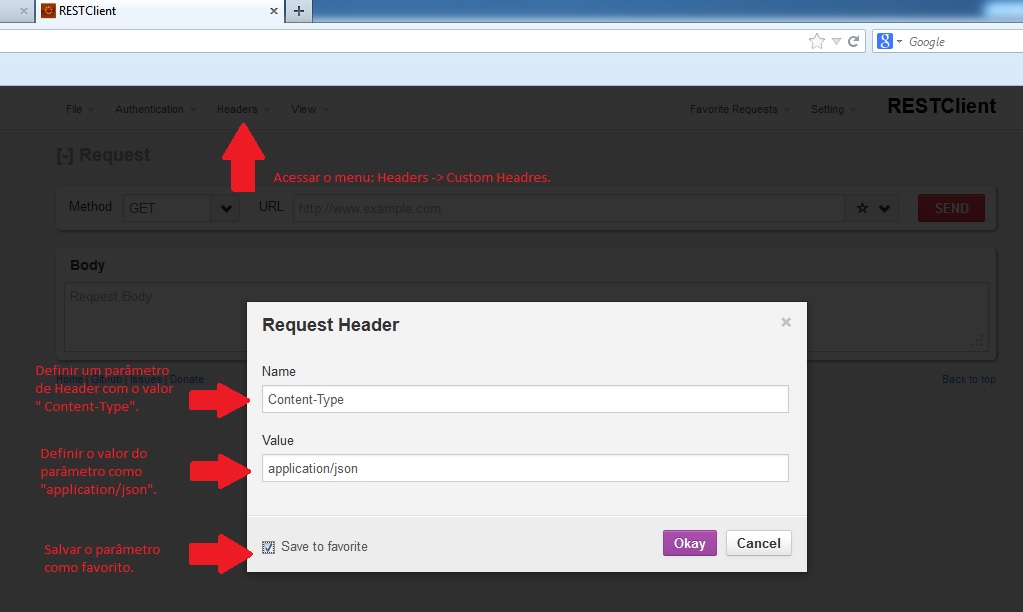 RESTClient
Google
File Authentication Headers View Favorite Requests Setting RESTClient
[-] Request
Acessar o menu: Headers -> Custom Headres.
Method GET URL http://www.example.com SEND
Body
Request Body
Request Header
Definir um parâmetro
de Header com o valor
" Content-Type".
Home | Github | Issues | Donate
Back to top
Name
Content-Type
Value
Definir o valor do
parâmetro como
"application/json".
application/json
Salvar o parâmetro
como favorito.
Save to favorite
Okay Cancel